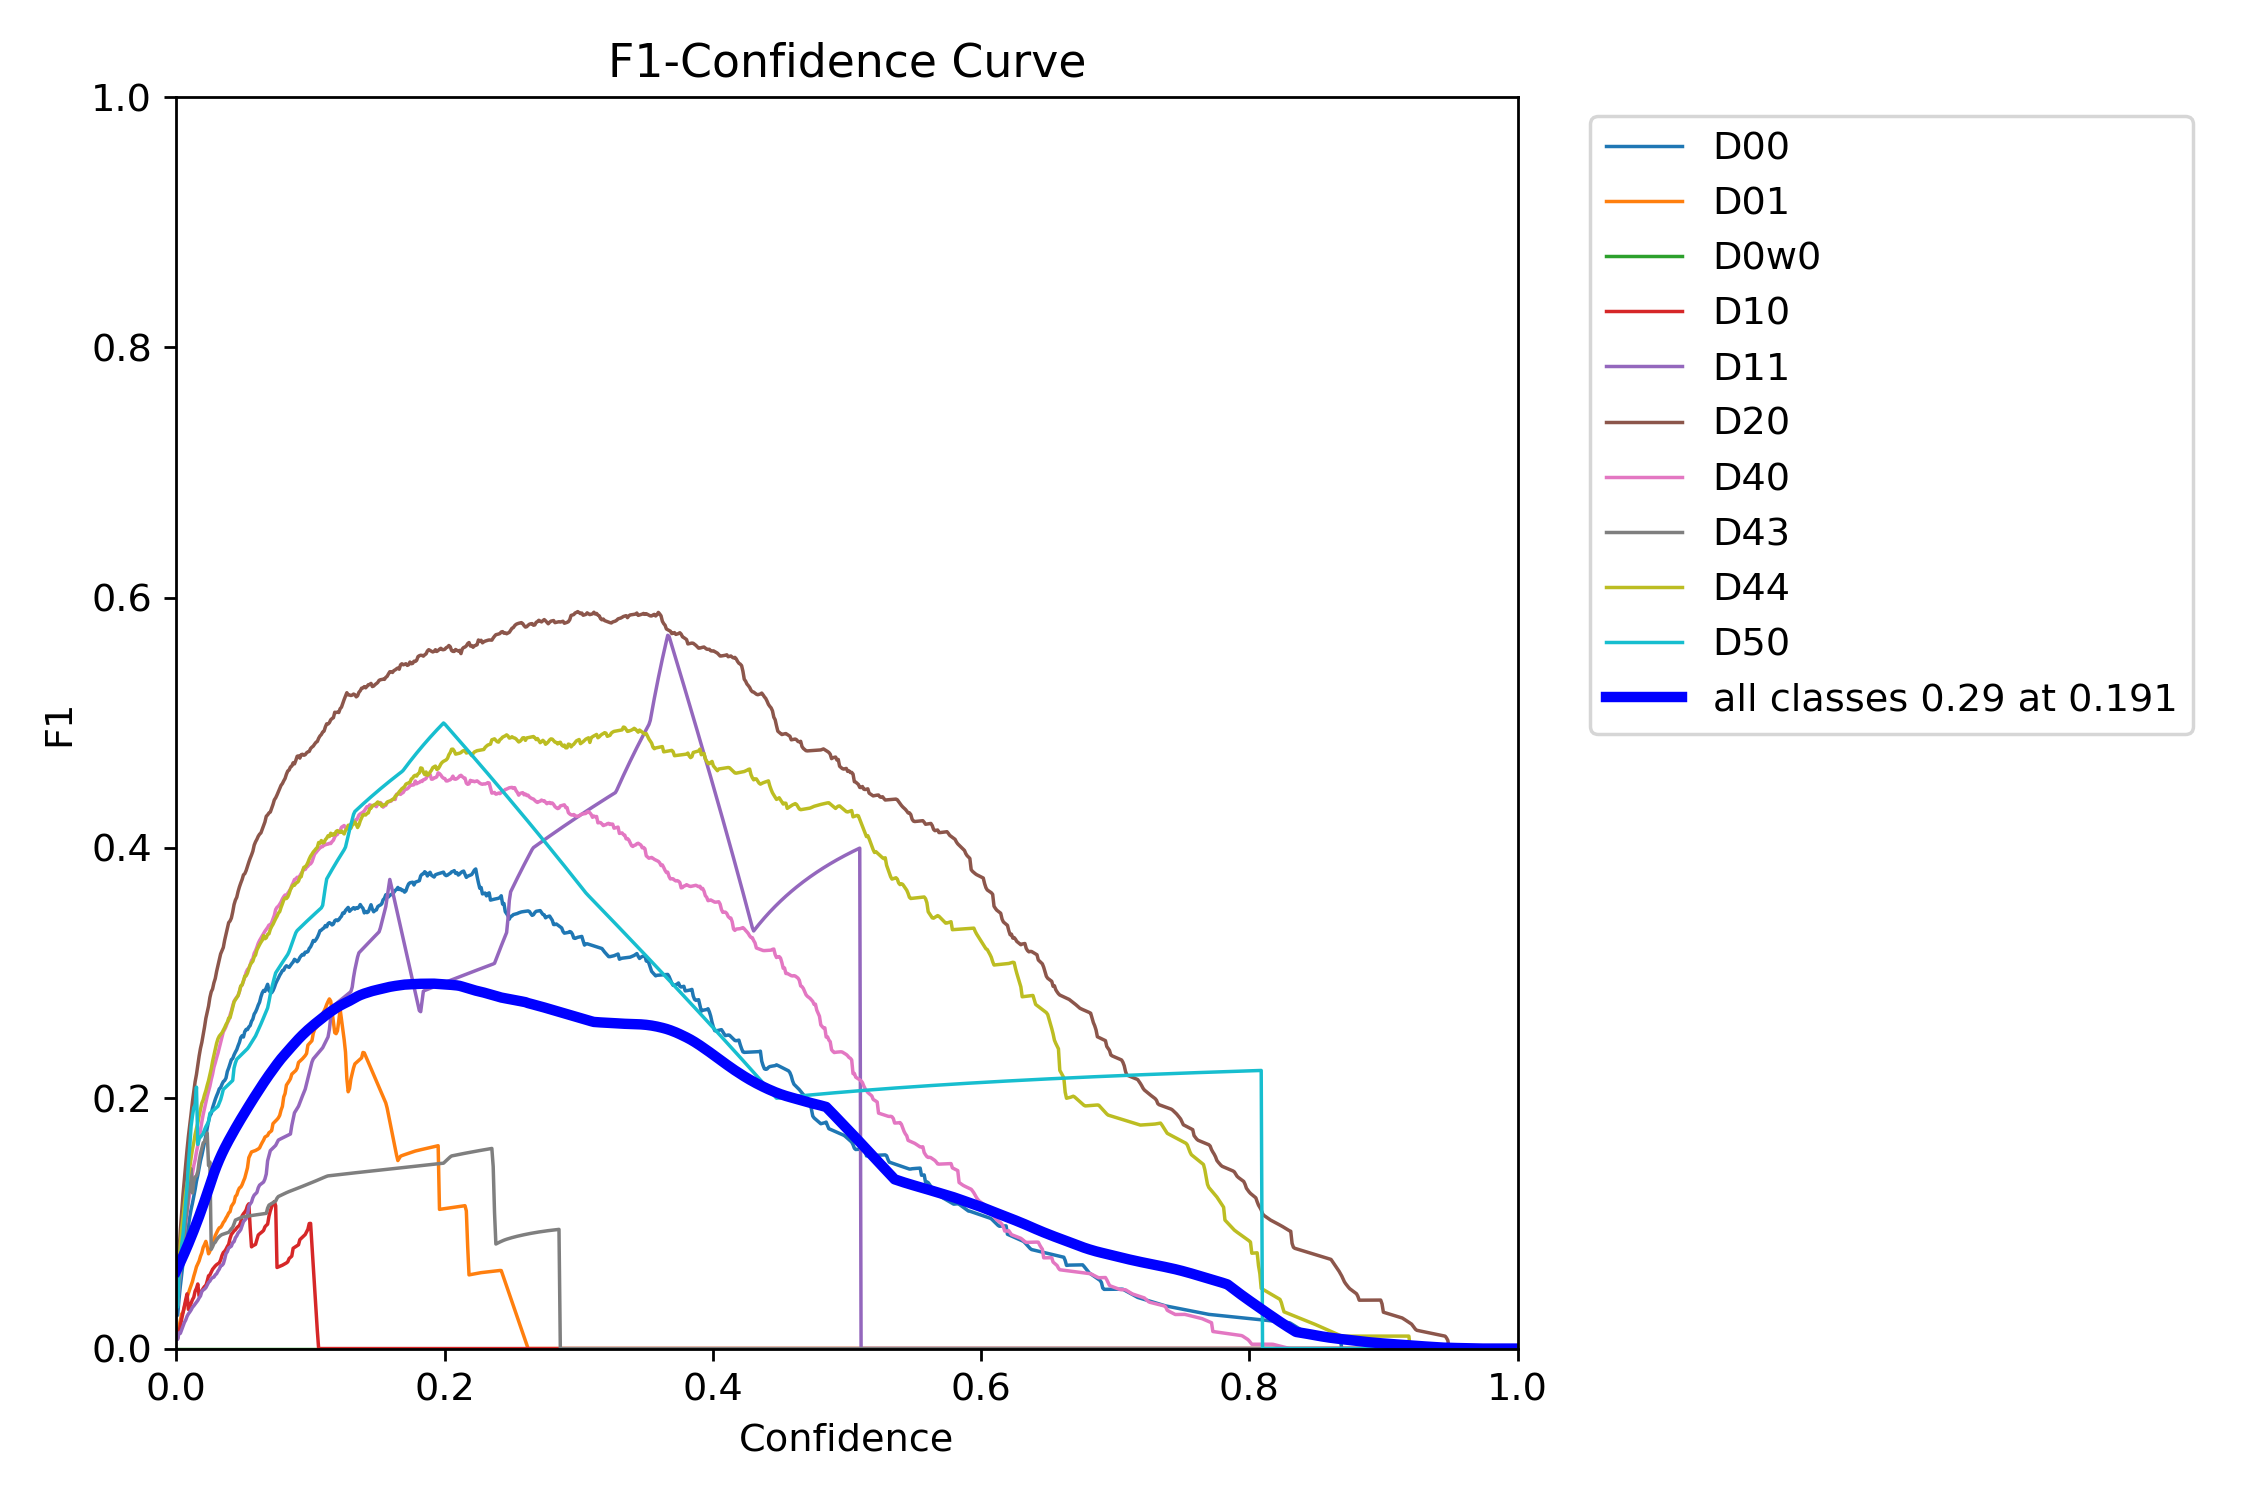 F1-Confidence Curve
1.0
0.8
0.6
0.4
0.2
0.0
F1
0.0 0.2 0.4 0.6 0.8 1.0
Confidence
D00
D01
D0w0
D10
D11
D20
D40
D43
D44
D50
all classes 0.29 at 0.191